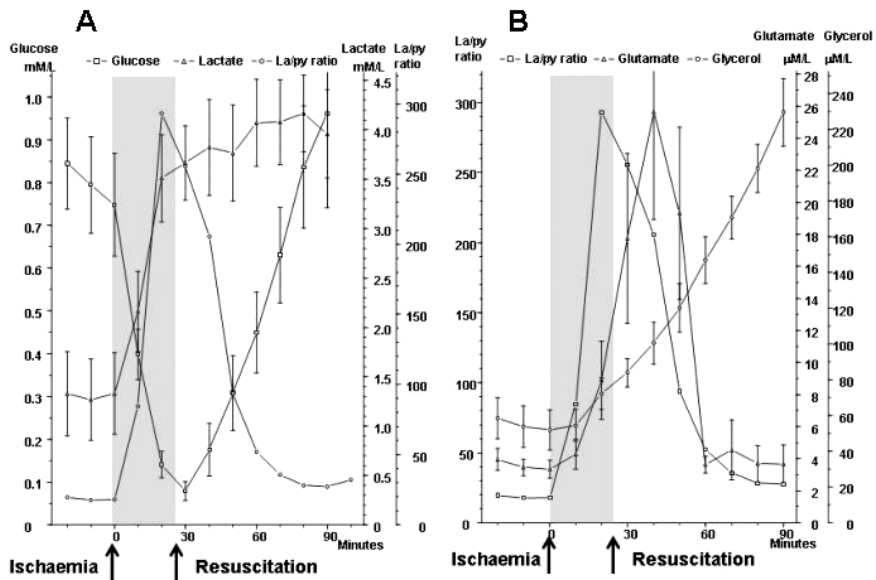 A
B
Glucose
mM/L
Glucose
Lactate
La/py ratio
Lactate
mM/L
La/py
ratio
1.0
0.9
0.8
0.7
0.6
0.5
0.4
0.3
0.2
0.1
0
4.5
4.0
3.5
3.0
2.5
2.0
1.5
1.0
0.5
0
300
250
200
150
100
50
0
0
30
60
90
Minutes
Ischaemia
Resuscitation
La/py
ratio
La/py ratio
Glutamate
Glycerol
Glutamate
µM/L
Glycerol
µM/L
300
250
200
150
100
50
0
28
26
24
22
20
18
16
14
12
10
8
6
4
2
0
240
220
200
180
160
140
120
100
80
60
40
20
0
0
30
60
90
Minutes
Ischaemia
Resuscitation